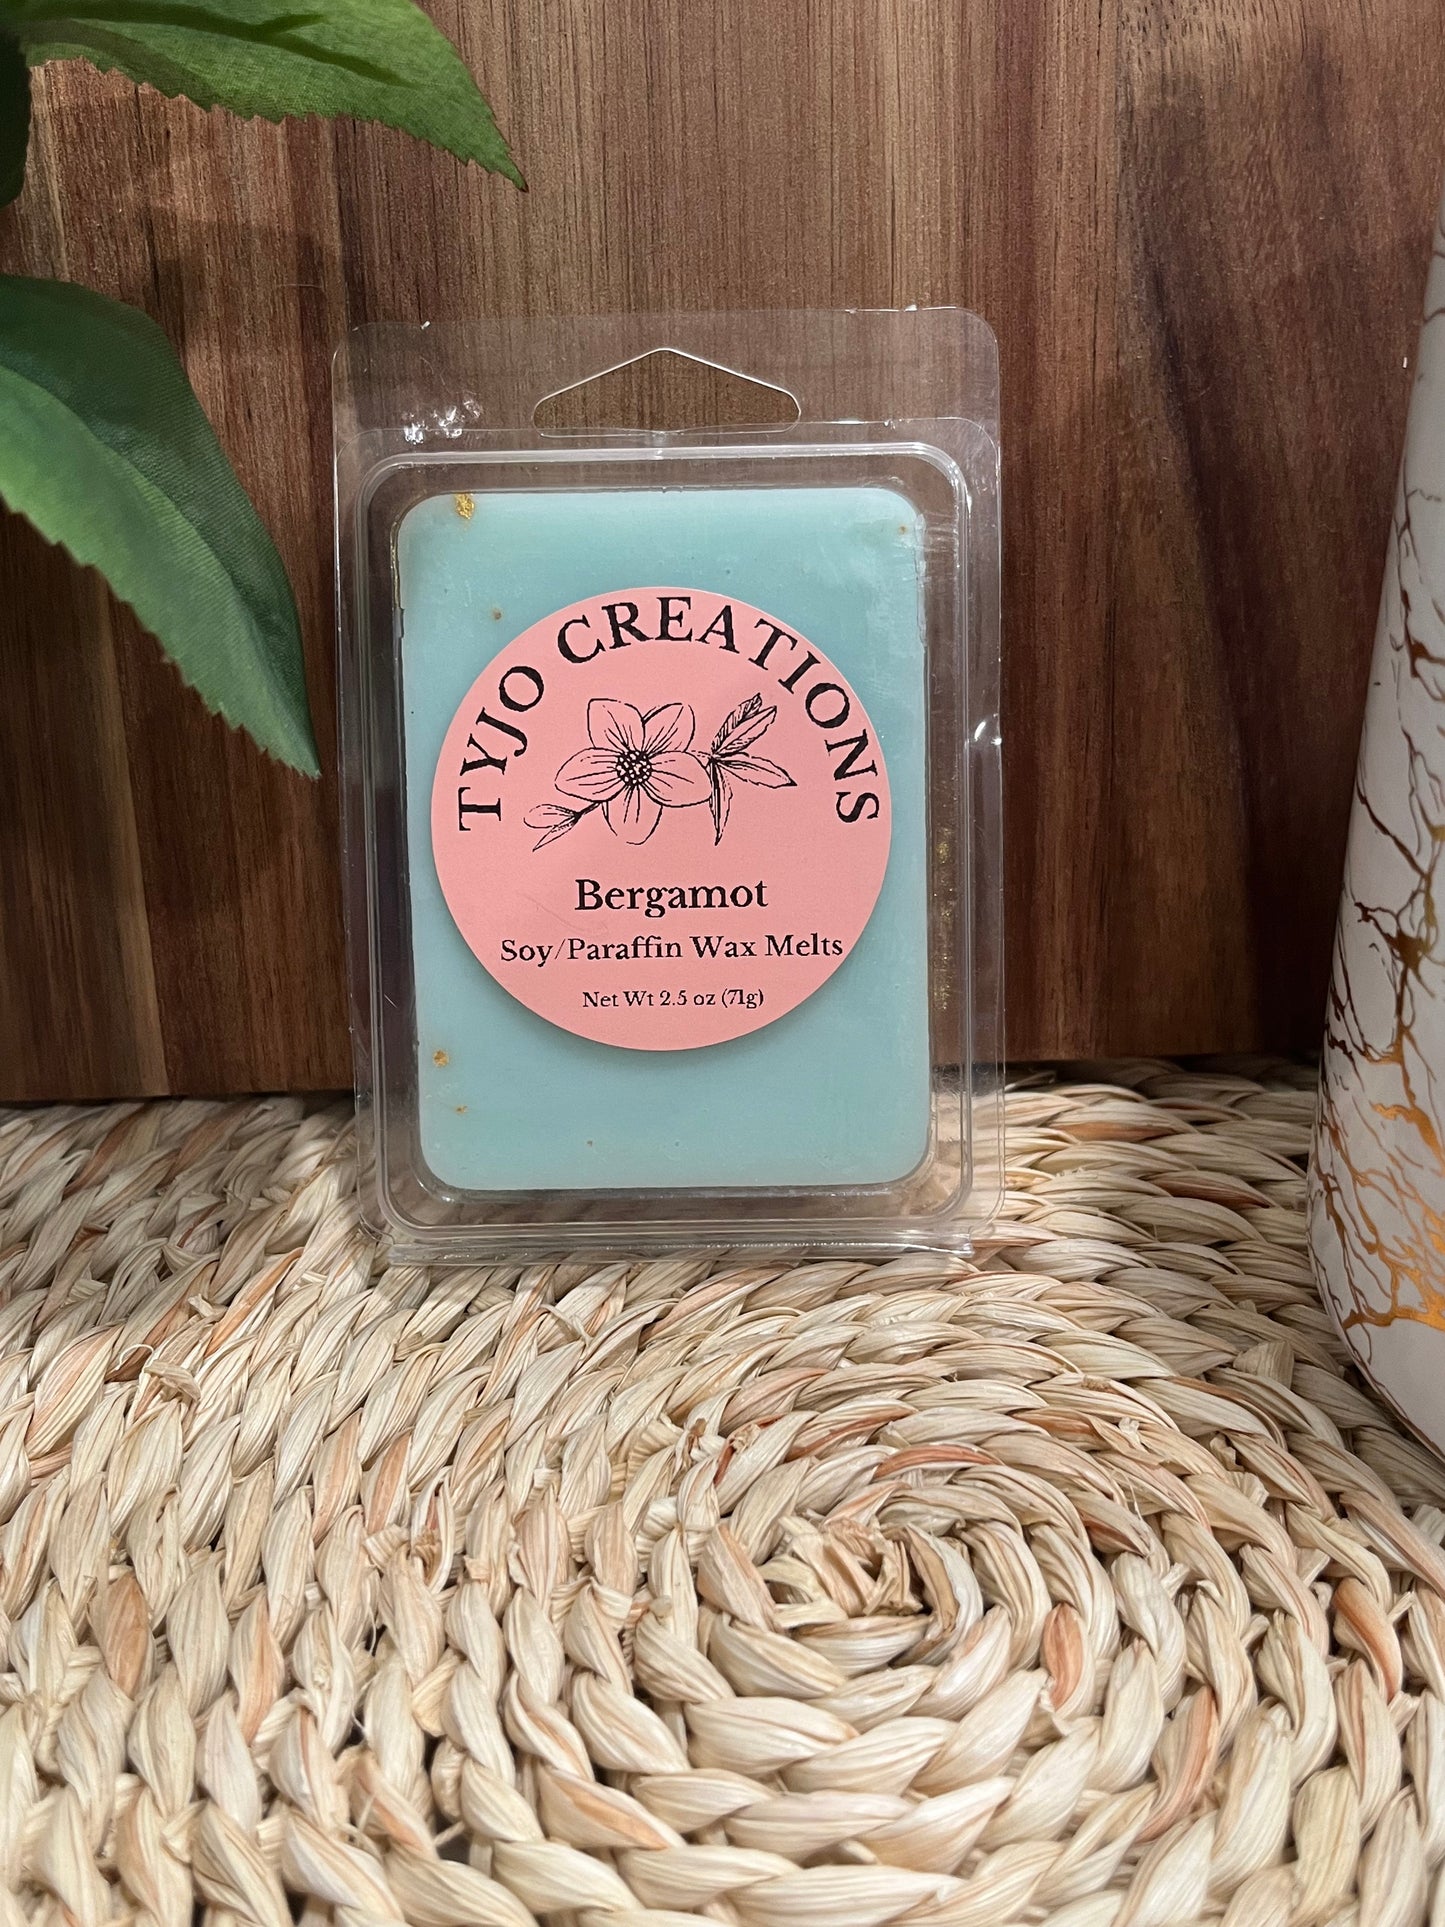 TYJO CREATIONS
Bergamot
Soy/Paraffin Wax Melts
Net Wt 2.5 oz (71g)